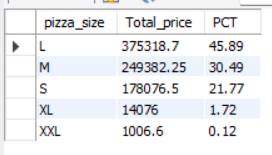 pizza_size Total_price PCT
L 375318.7 45.89
M 249382.25 30.49
S 178076.5 21.77
XL 14076 1.72
XXL 1006.6 0.12